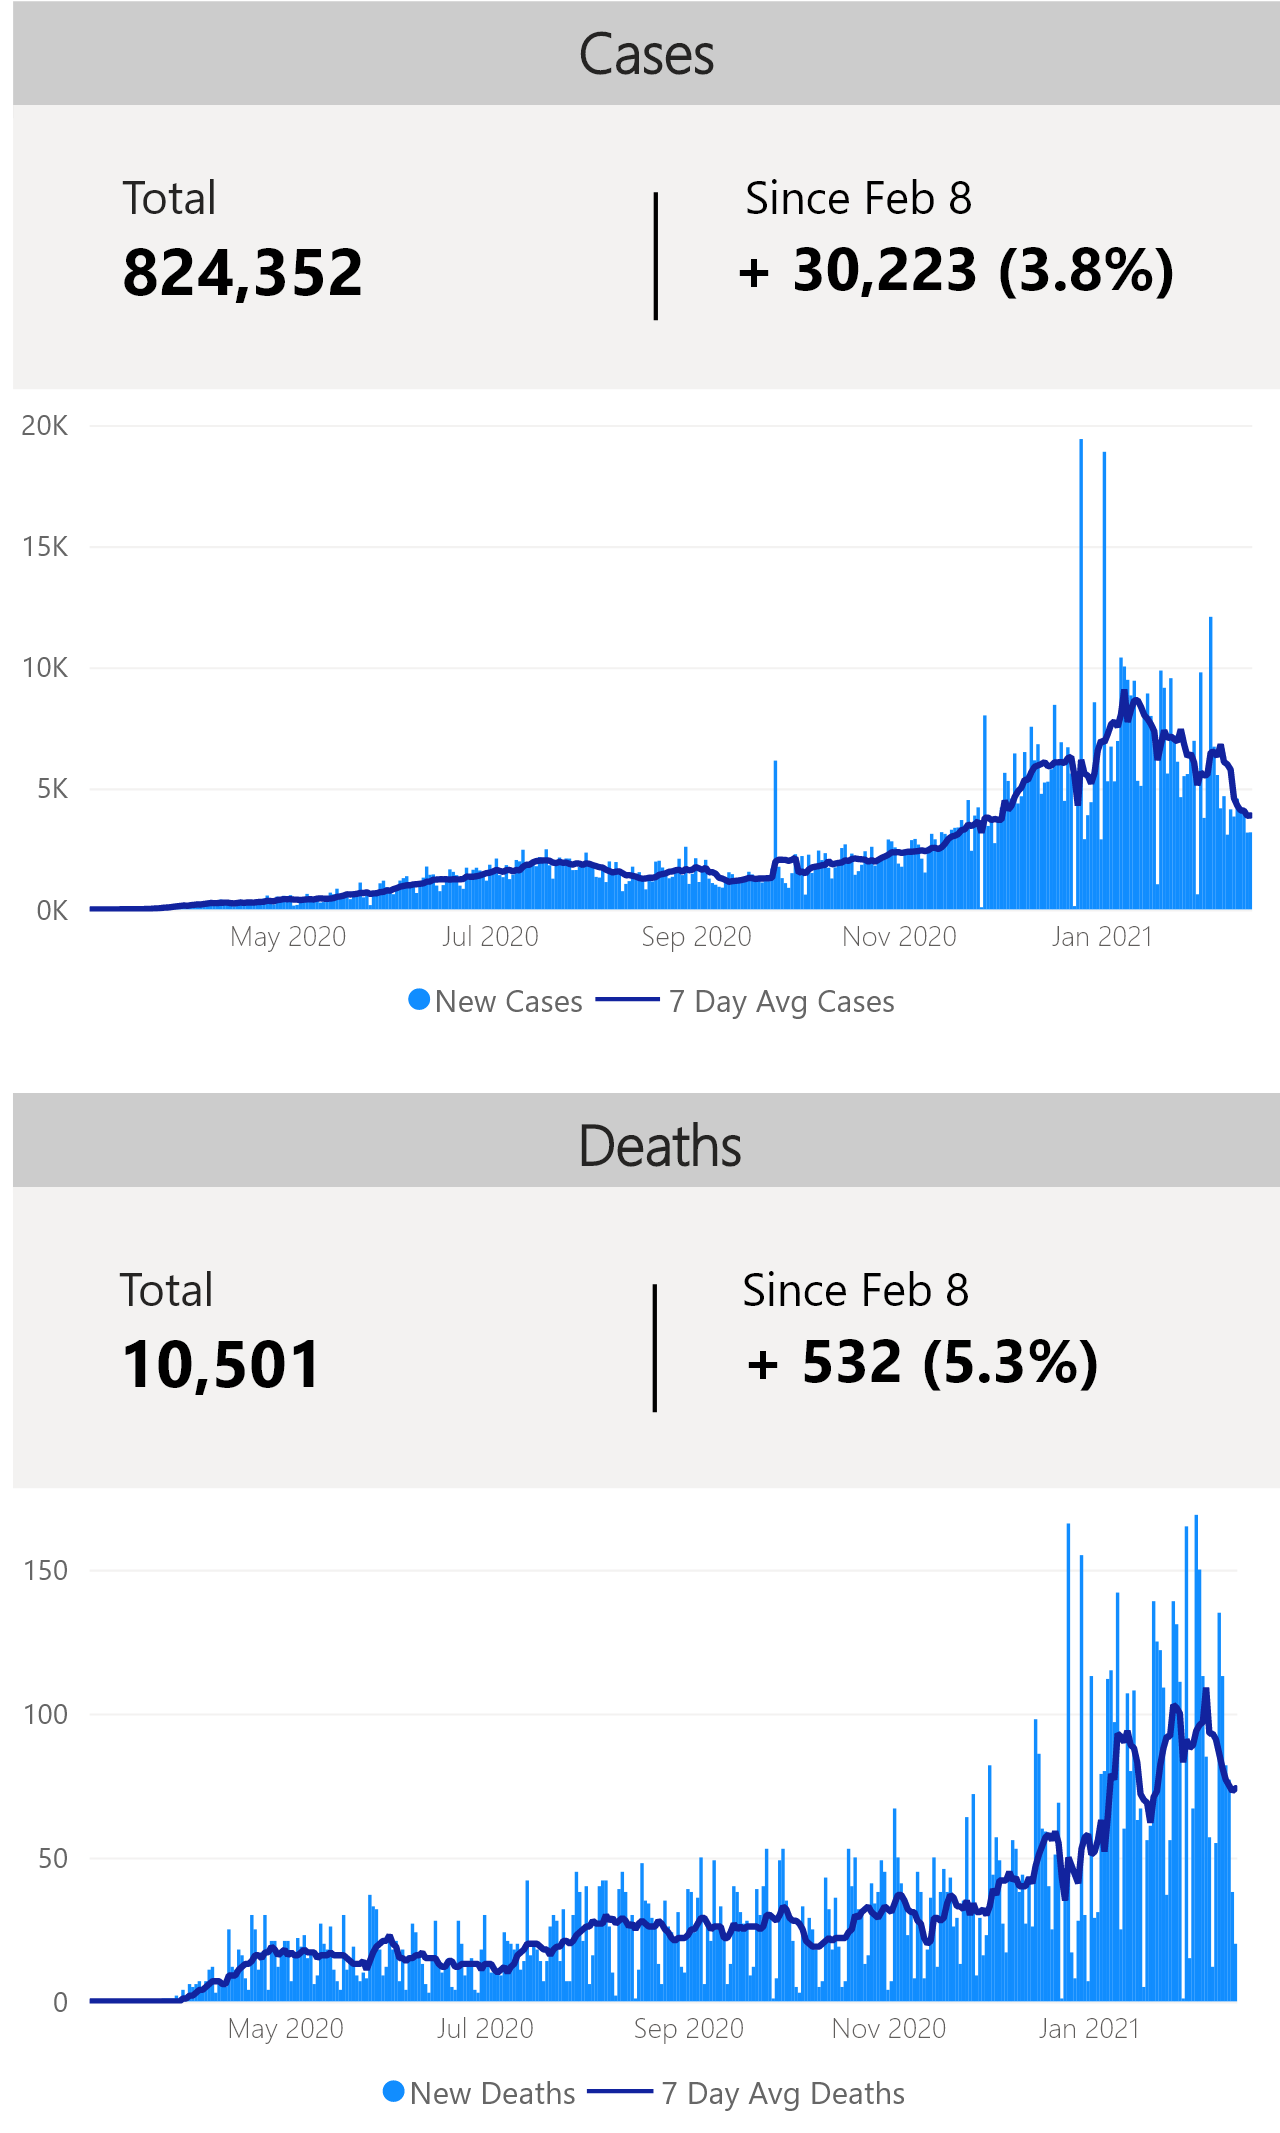 Cases
Total
Since Feb 8
824,352
+ 30,223 (3.8%)
20K
15K
10K
5K
0K
May 2020
Jul 2020
Sep 2020
Nov 2020
Jan 2021
New Cases
7 Day Avg Cases
Deaths
Total
Since Feb 8
10,501
+ 532 (5.3%)
150
100
50
0
May 2020
Jul 2020
Sep 2020
Nov 2020
Jan 2021
New Deaths
7 Day Avg Deaths